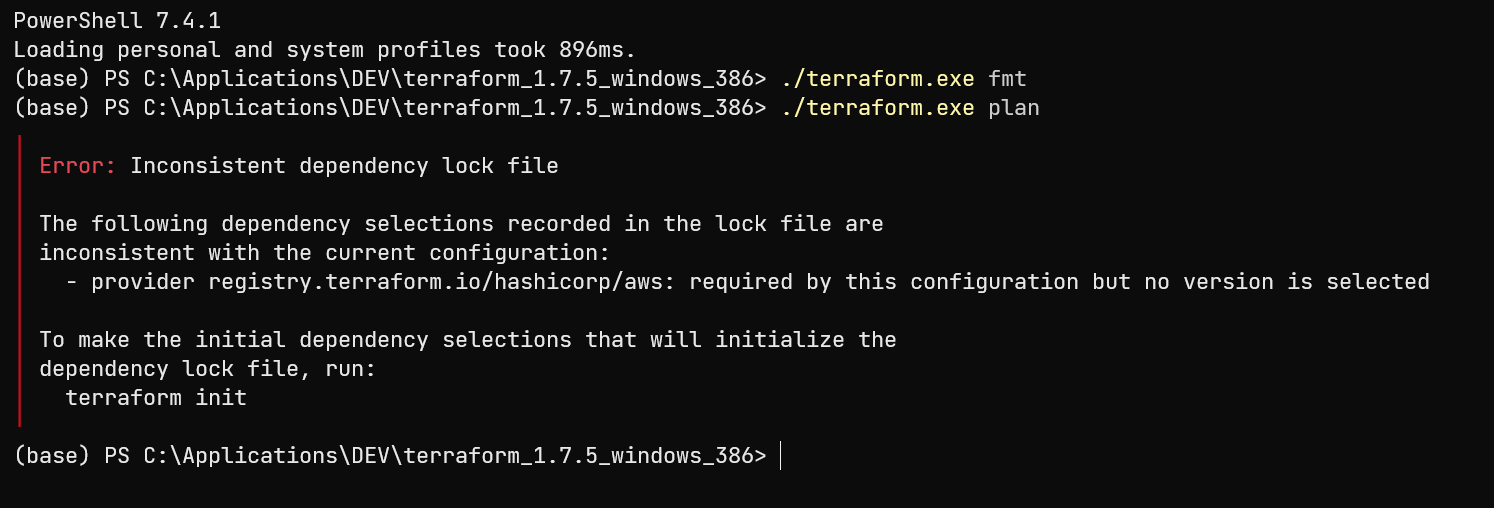 PowerShell 7.4.1
Loading personal and system profiles took 896ms.
(base) PS C:\Applications\DEV\terraform_1.7.5_windows_386> ./terraform.exe fmt
(base) PS C:\Applications\DEV\terraform_1.7.5_windows_386> ./terraform.exe plan
Error: Inconsistent dependency lock file
The following dependency selections recorded in the lock file are
inconsistent with the current configuration:
- provider registry.terraform.io/hashicorp/aws: required by this configuration but no version is selected
To make the initial dependency selections that will initialize the
dependency lock file, run:
terraform init
(base) PS C:\Applications\DEV\terraform_1.7.5_windows_386>